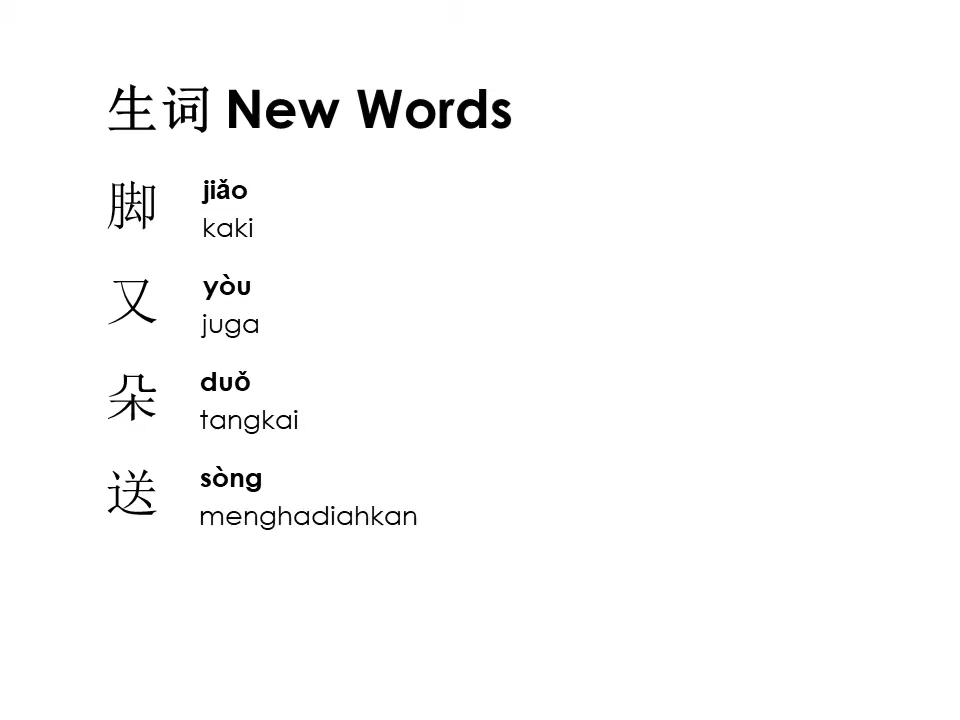 生词 New Words
脚 jiǎo
kaki
又 yòu
juga
朵 duǒ
tangkai
送 sòng
menghadiahkan